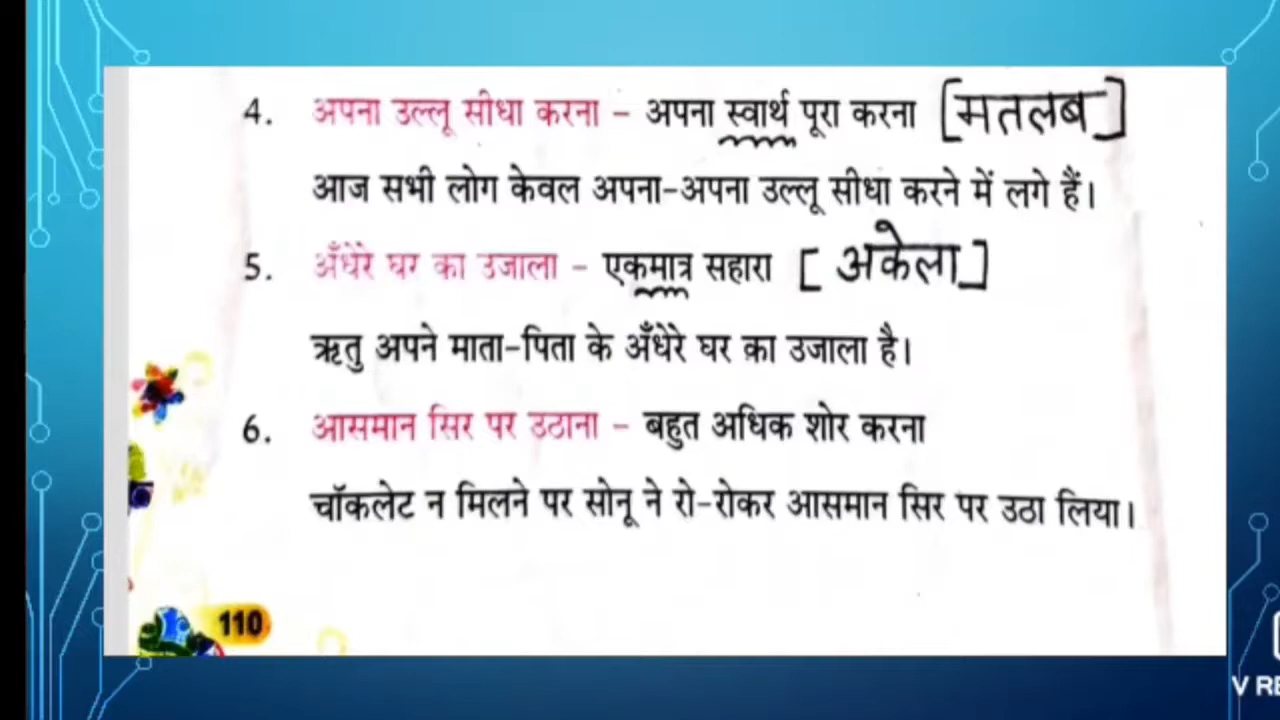 4. अपना उल्लू सीधा करना – अपना स्वार्थ पूरा करना [मतलब]
आज सभी लोग केवल अपना-अपना उल्लू सीधा करने में लगे हैं।
5. अँधेरे घर का उजाला – एकमात्र सहारा [अकेला]
ऋतु अपने माता-पिता के अँधेरे घर का उजाला है।
6. आसमान सिर पर उठाना – बहुत अधिक शोर करना
चॉकलेट न मिलने पर सोनू ने रो-रोकर आसमान सिर पर उठा लिया।
110
V RE